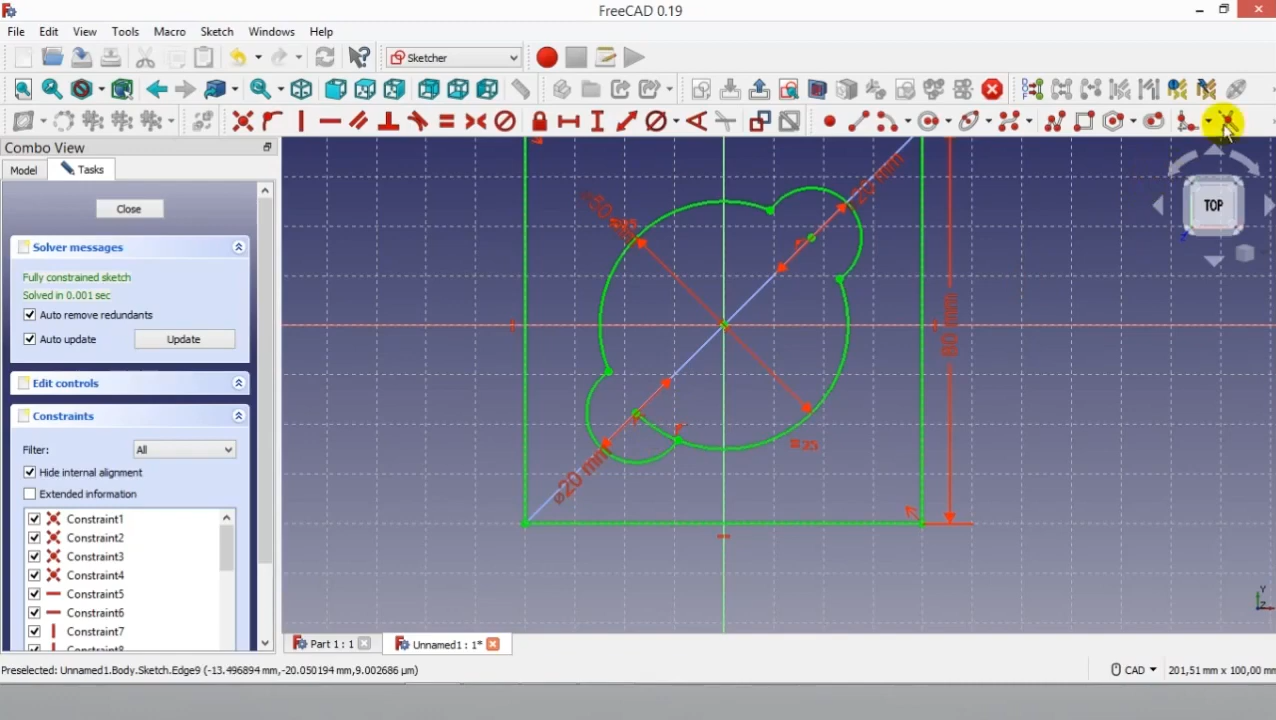 FreeCAD 0.19
File Edit View Tools Macro Sketch Windows Help
Sketcher
Combo View
Model Tasks
Close
Solver messages
Fully constrained sketch
Solved in 0.001 sec
Auto remove redundants
Auto update Update
Edit controls
Constraints
Filter: All
Hide internal alignment
Extended information
Constraint1
Constraint2
Constraint3
Constraint4
Constraint5
Constraint6
Constraint7
20 mm
80 mm
TOP
⌀20 mm
Part 1 : 1 Unnamed1 : 1*
Preselected: Unnamed1.Body.Sketch.Edge9 (-13.496894 mm,-20.050194 mm,9.002686 µm) CAD 201,51 mm x 100,00 mm